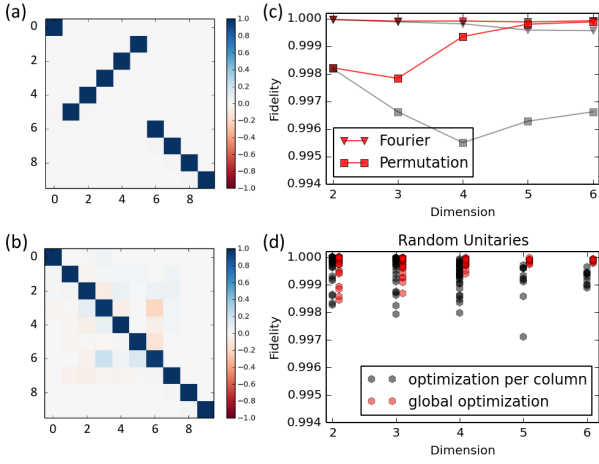 (a)
0
2
4
6
8
0 2 4 6 8
1.0
0.8
0.6
0.4
0.2
0.0
−0.2
−0.4
−0.6
−0.8
−1.0
(c)
1.000
0.999
0.998
0.997
0.996
0.995
0.994
Fidelity
Fourier
Permutation
2 3 4 5 6
Dimension
(b)
0
2
4
6
8
0 2 4 6 8
1.0
0.8
0.6
0.4
0.2
0.0
−0.2
−0.4
−0.6
−0.8
−1.0
(d)
Random Unitaries
1.000
0.999
0.998
0.997
0.996
0.995
0.994
Fidelity
optimization per column
global optimization
2 3 4 5 6
Dimension